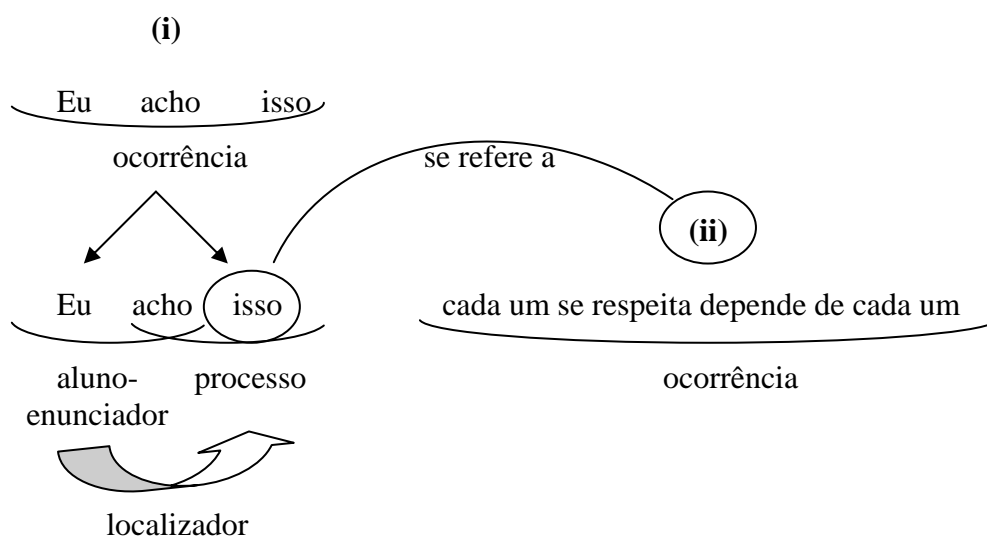 (i)
Eu acho isso
ocorrência
se refere a
(ii)
Eu acho isso
cada um se respeita depende de cada um
aluno-
enunciador
processo
ocorrência
localizador